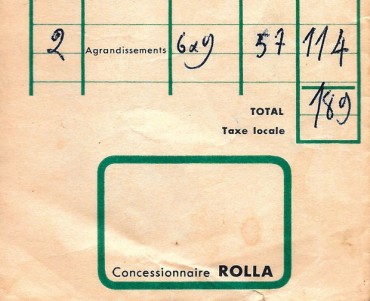 2 Agrandissements 6x9 57 114
TOTAL 189
Taxe locale
Concessionnaire ROLLA